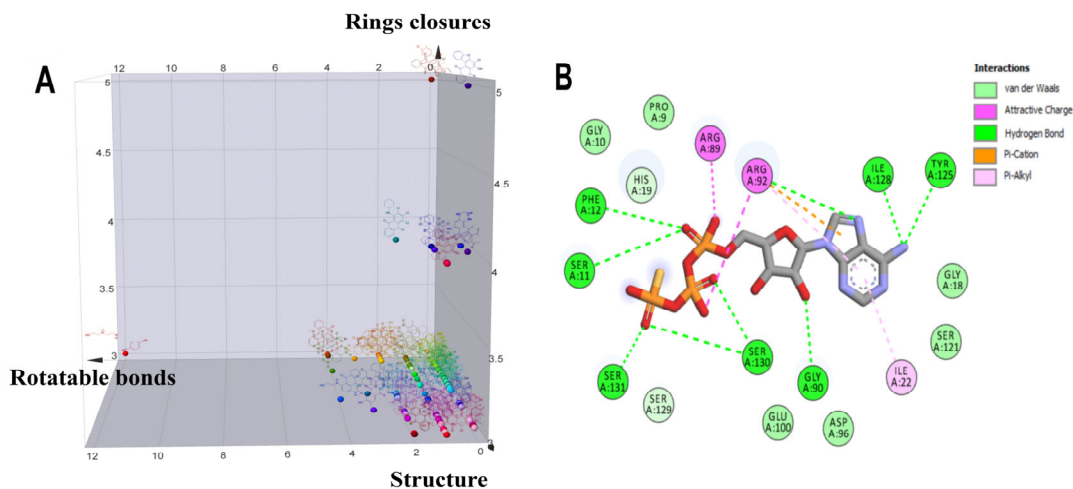 Rings closures
A
12 10 8 6 4 2 0
5
5
4.5
4.5
4
4
3.5
3.5
3
3
Rotatable bonds
12 10 8 6 4 2 0
Structure
B
Interactions
van der Waals
Attractive Charge
Hydrogen Bond
Pi-Cation
Pi-Alkyl
PRO
A:9
GLY
A:10
ARG
A:89
HIS
A:19
ARG
A:92
ILE
A:128
TYR
A:125
PHE
A:12
SER
A:11
GLY
A:18
SER
A:121
SER
A:130
SER
A:131
GLY
A:90
ILE
A:22
SER
A:129
GLU
A:100
ASP
A:96